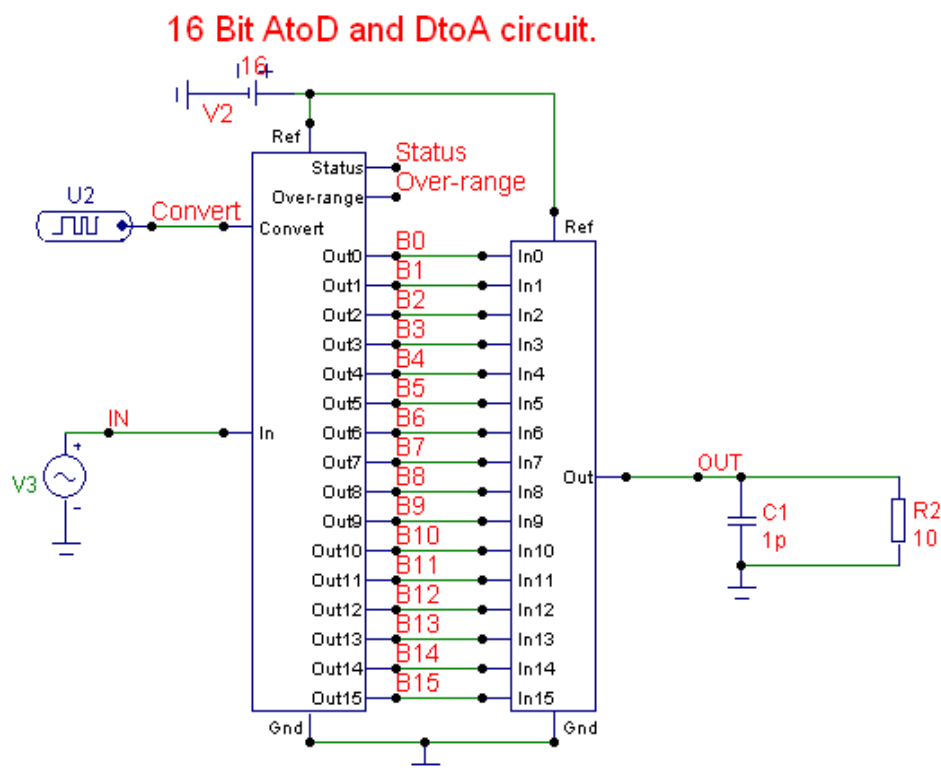 16 Bit AtoD and DtoA circuit.
16
V2
Ref
Status
Status
Over-range
Over-range
U2
Convert
Convert
Ref
Out0 B0 In0
Out1 B1 In1
Out2 B2 In2
Out3 B3 In3
Out4 B4 In4
Out5 B5 In5
IN
In
Out6 B6 In6
Out7 B7 In7
V3
Out
OUT
Out8 B8 In8
Out9 B9 In9
C1
1p
R2
10
Out10 B10 In10
Out11 B11 In11
Out12 B12 In12
Out13 B13 In13
Out14 B14 In14
Out15 B15 In15
Gnd
Gnd